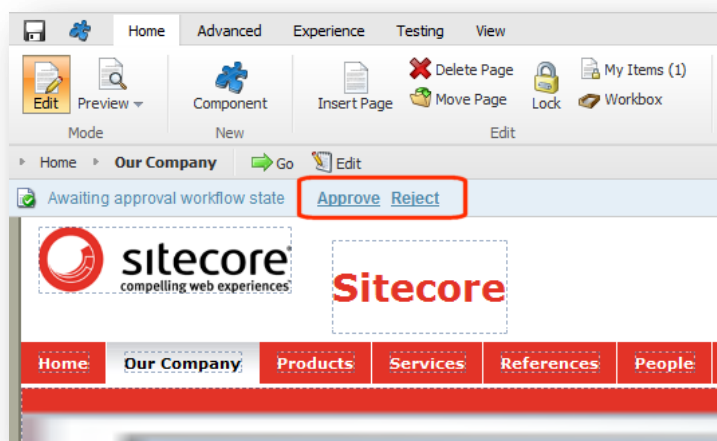 Home Advanced Experience Testing View
Edit Preview Component Insert Page Delete Page Move Page Lock My Items (1) Workbox
Mode New Edit
Home Our Company Go Edit
Awaiting approval workflow state Approve Reject
sitecore
compelling web experiences
Sitecore
Home Our Company Products Services References People